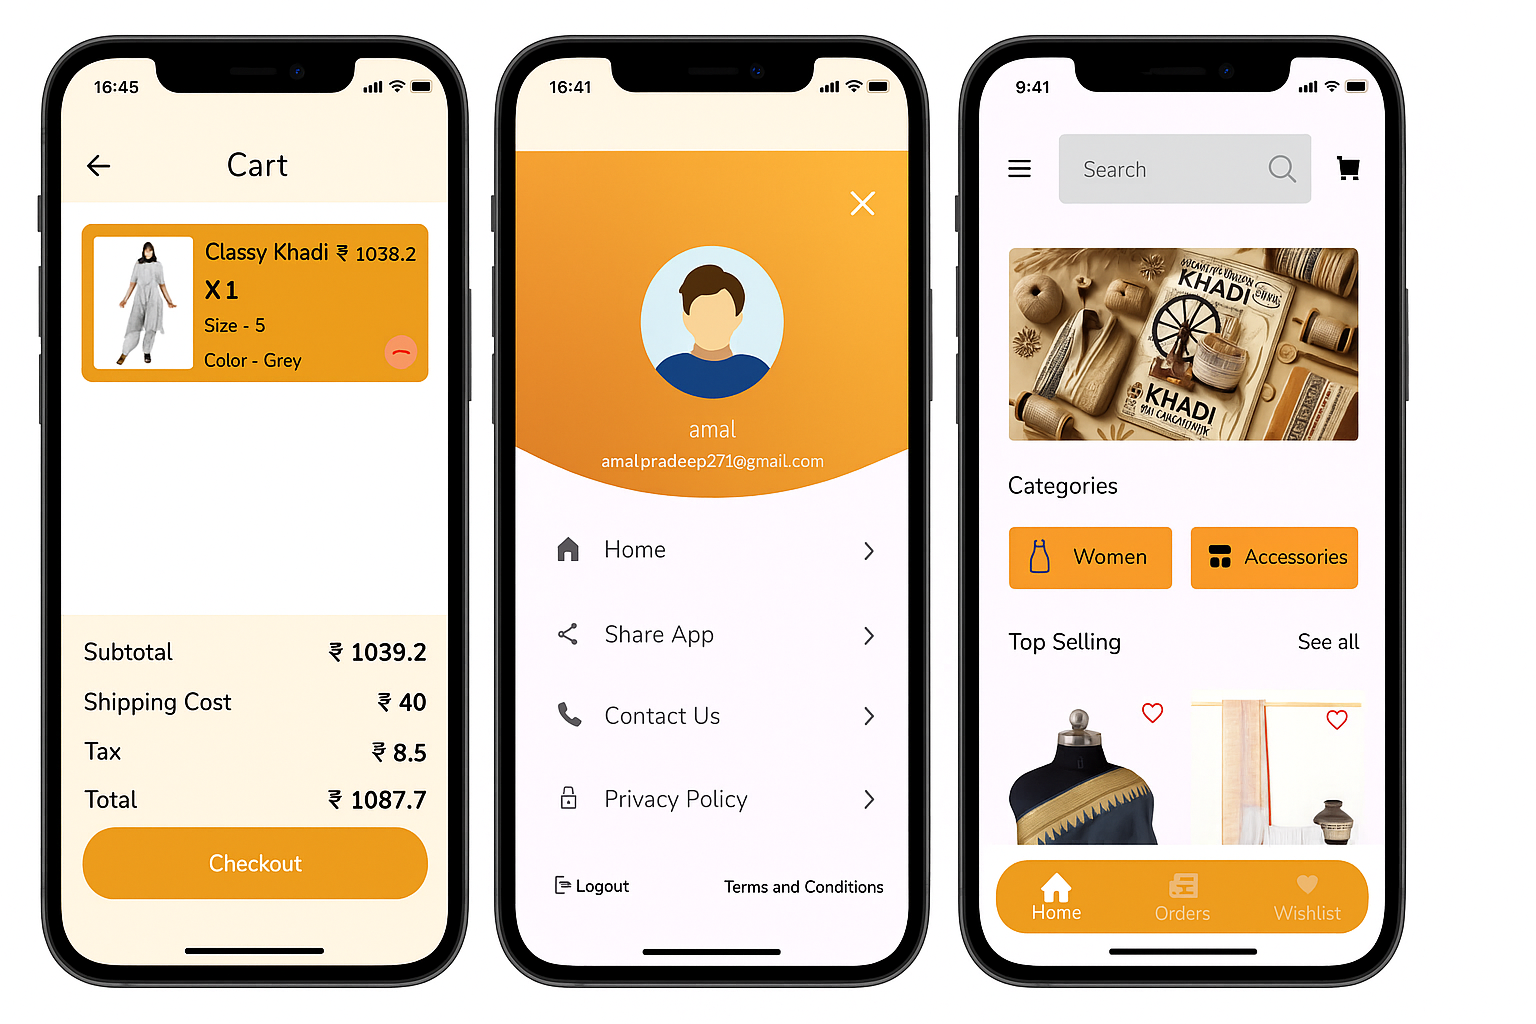 16:45
Cart
Classy Khadi ₹ 1038.2
X 1
Size - 5
Color - Grey
Subtotal ₹ 1039.2
Shipping Cost ₹ 40
Tax ₹ 8.5
Total ₹ 1087.7
Checkout
16:41
amal
amalpradeep271@gmail.com
Home
Share App
Contact Us
Privacy Policy
Logout Terms and Conditions
9:41
Search
KHADI
KHADI
Categories
Women Accessories
Top Selling See all
Home Orders Wishlist